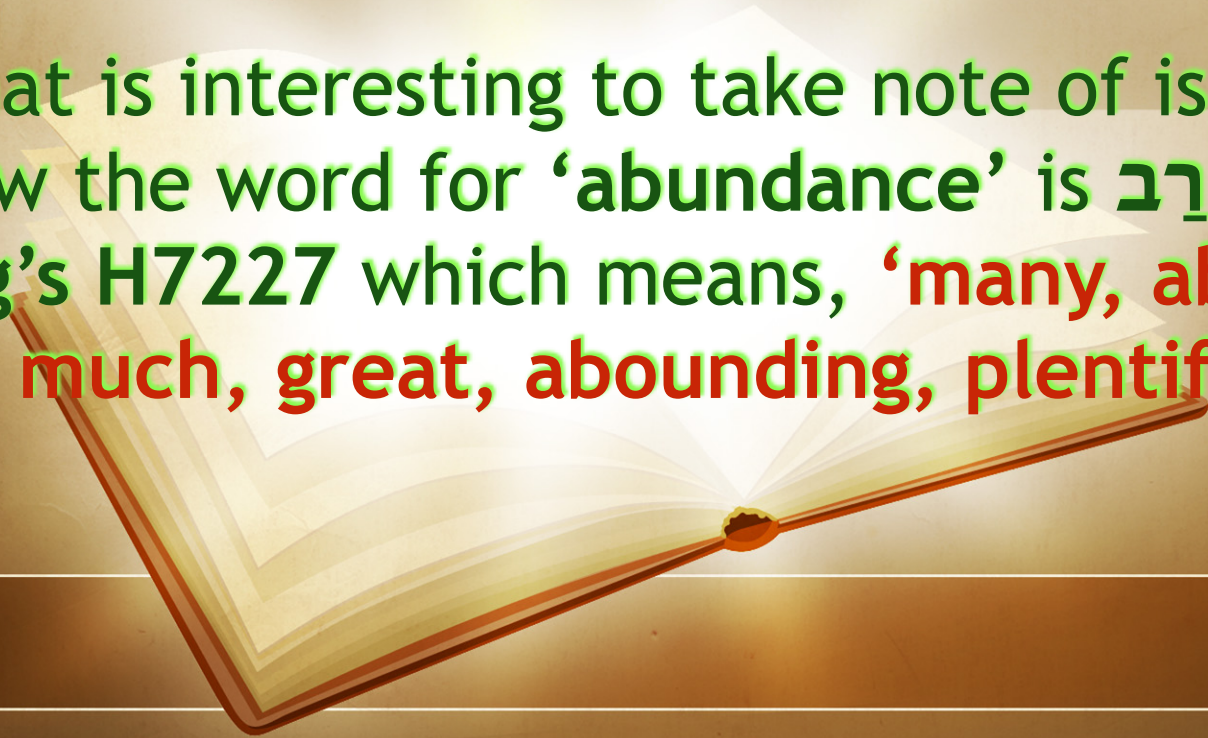 at is interesting to take note of is
w the word for ‘abundance’ is רַב
g’s H7227 which means, ‘many, ab
much, great, abounding, plentif